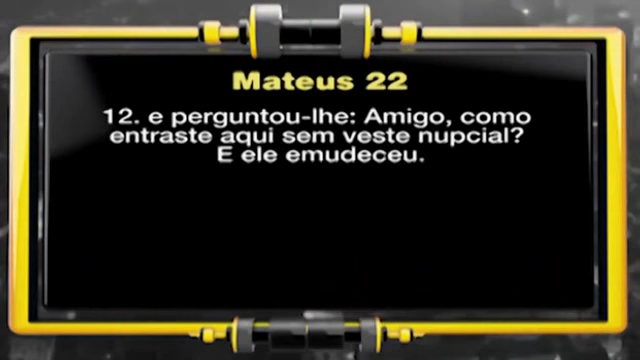 Mateus 22
12. e perguntou-lhe: Amigo, como
entraste aqui sem veste nupcial?
E ele emudeceu.